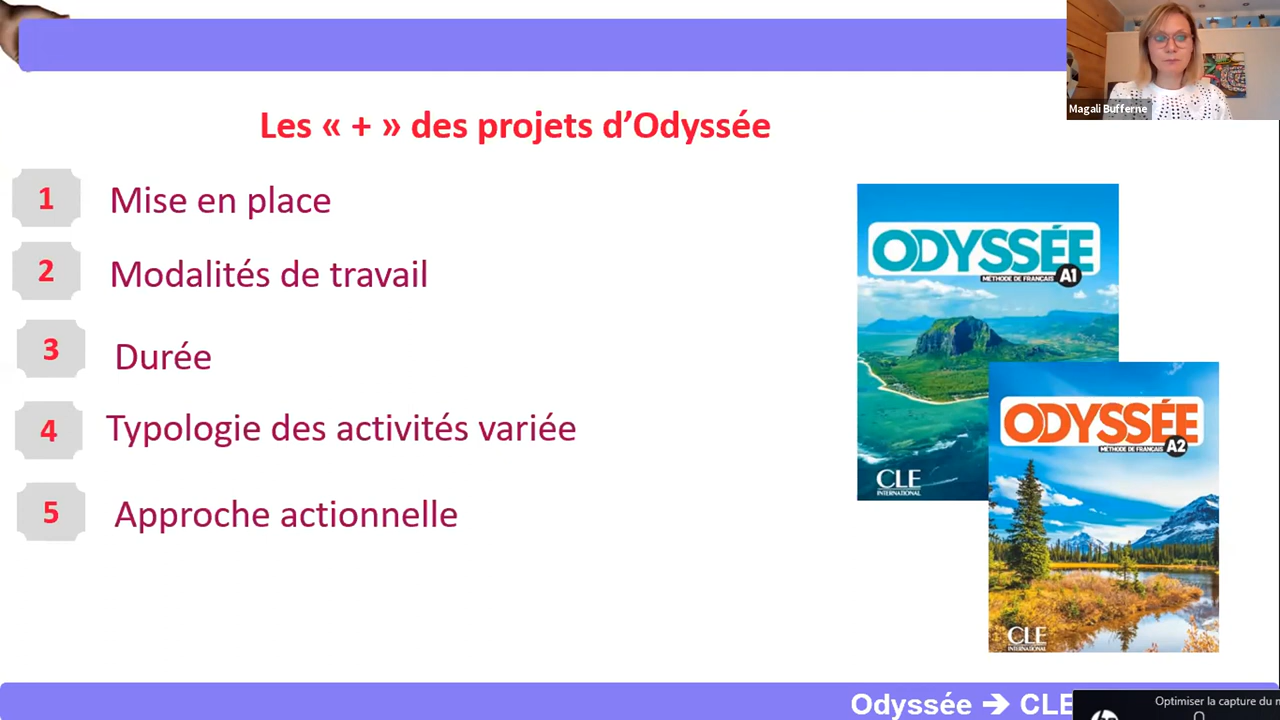 Magali Bufferne
Les « + » des projets d’Odyssée
1 Mise en place
2 Modalités de travail
3 Durée
4 Typologie des activités variée
5 Approche actionnelle
ODYSSÉE
MÉTHODE DE FRANÇAIS A1
CLE
INTERNATIONAL
ODYSSÉE
MÉTHODE DE FRANÇAIS A2
CLE
INTERNATIONAL
Odyssée ➔ CLE
Optimiser la capture du
hp